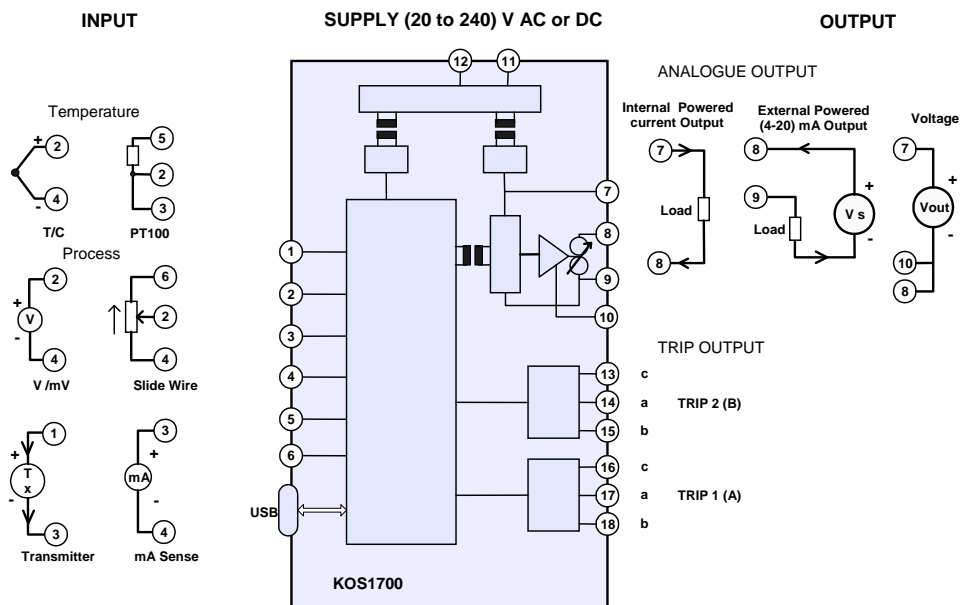 INPUT
SUPPLY (20 to 240) V AC or DC
OUTPUT
12
11
ANALOGUE OUTPUT
Temperature
+
2
4
-
T/C
5
2
3
PT100
Process
2
+
V
-
4
V /mV
6
2
4
Slide Wire
1
+
T
x
-
3
Transmitter
3
+
mA
-
4
mA Sense
1
2
3
4
5
6
USB
7
8
9
10
13 c
14 a TRIP 2 (B)
15 b
16 c
17 a TRIP 1 (A)
18 b
KOS1700
Internal Powered
current Output
7
Load
8
External Powered
(4-20) mA Output
8
9
+
V s
Load
-
Voltage
7
+
Vout
-
10
8
TRIP OUTPUT